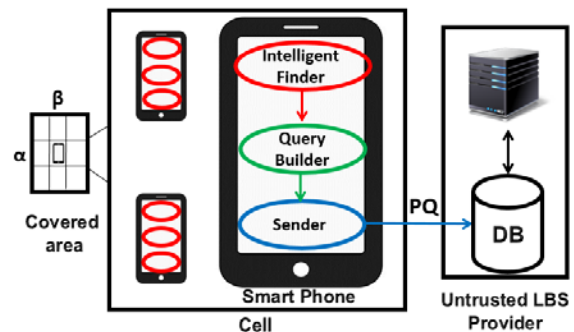 β
α
Covered
area
Intelligent
Finder
Query
Builder
Sender
Smart Phone
Cell
PQ
DB
Untrusted LBS
Provider